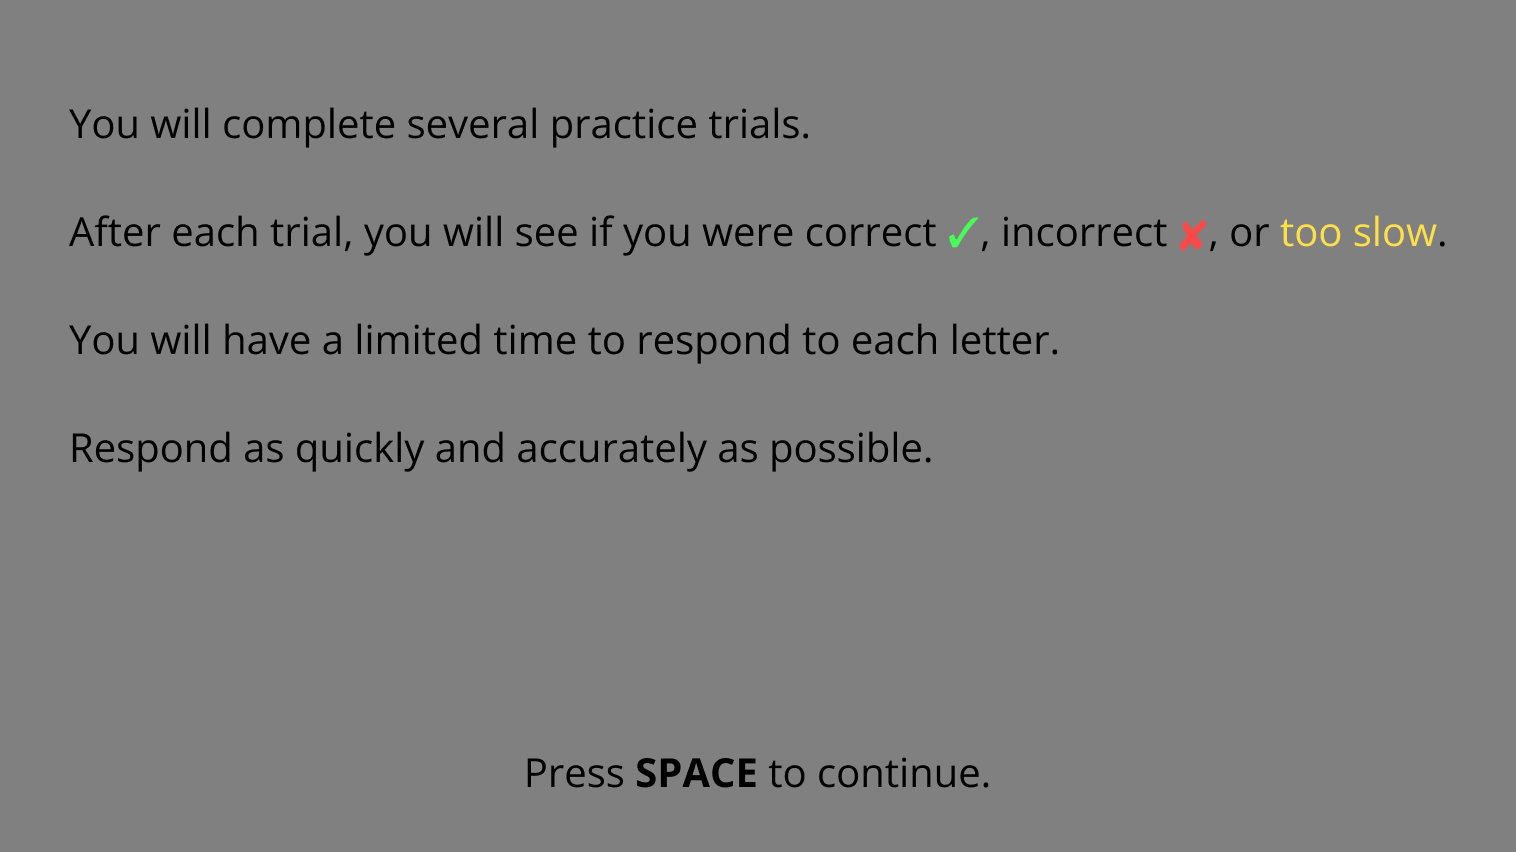 You will complete several practice trials.
After each trial, you will see if you were correct ✓, incorrect ✘, or too slow.
You will have a limited time to respond to each letter.
Respond as quickly and accurately as possible.
Press SPACE to continue.